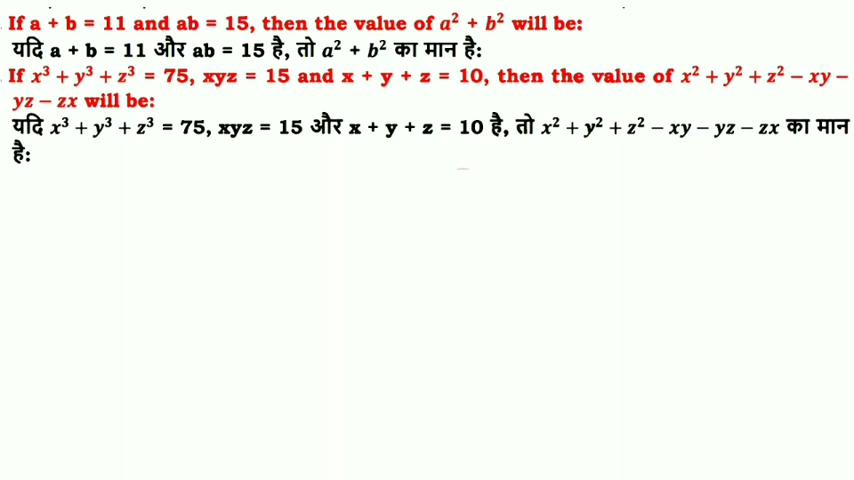 If a + b = 11 and ab = 15, then the value of a² + b² will be:
यदि a + b = 11 और ab = 15 है, तो a² + b² का मान है:
If x³ + y³ + z³ = 75, xyz = 15 and x + y + z = 10, then the value of x² + y² + z² – xy –
yz – zx will be:
यदि x³ + y³ + z³ = 75, xyz = 15 और x + y + z = 10 है, तो x² + y² + z² – xy – yz – zx का मान
है: